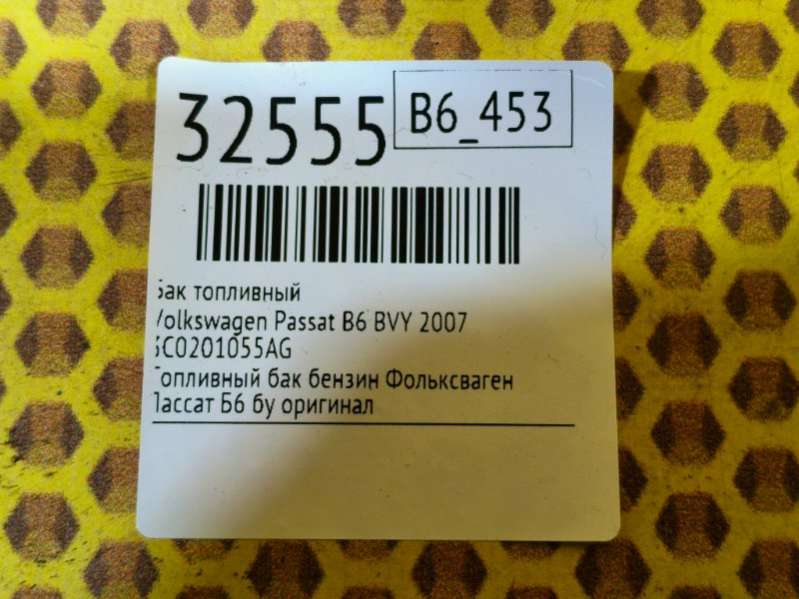 32555
B6_453
Бак топливный
Volkswagen Passat B6 BVY 2007
3C0201055AG
Топливный бак бензин Фольксваген
Пассат Б6 бу оригинал